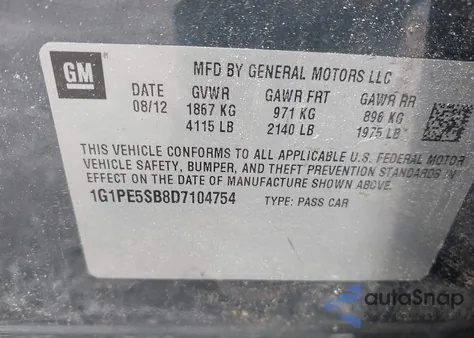 GM
MFD BY GENERAL MOTORS LLC
DATE GVWR GAWR FRT GAWR RR
08/12 1867 KG 971 KG 896 KG
4115 LB 2140 LB 1975 LB
THIS VEHICLE CONFORMS TO ALL APPLICABLE U.S. FEDERAL MOTOR
VEHICLE SAFETY, BUMPER, AND THEFT PREVENTION STANDARDS IN
EFFECT ON THE DATE OF MANUFACTURE SHOWN ABOVE.
1G1PE5SB8D7104754 TYPE: PASS CAR
autoSnap